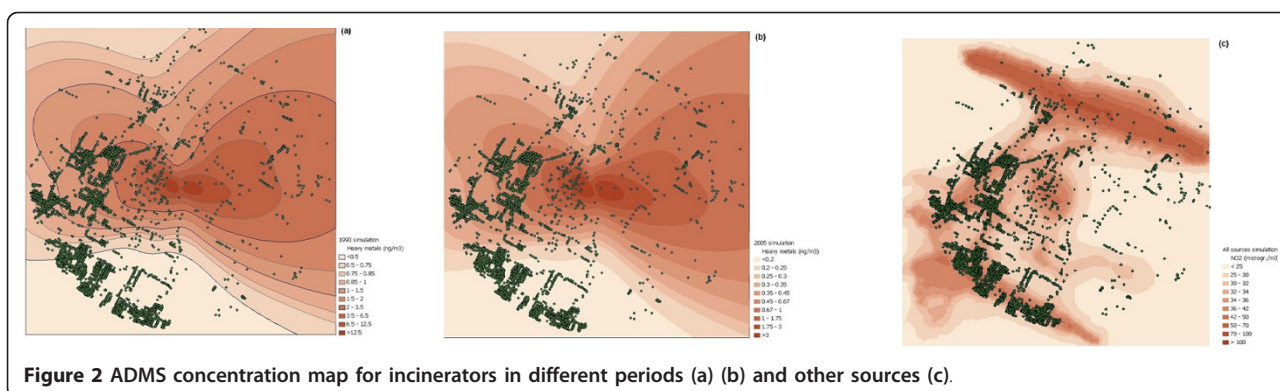 (a)
1990 simulation
Heavy metals (ng/m3)
<0.5
0.5 - 0.75
0.75 - 0.85
0.85 - 1
1 - 1.5
1.5 - 2
2 - 3.5
3.5 - 6.5
6.5 - 12.5
>12.5
(b)
2005 simulation
Heavy metals (ng/m3)
<0.2
0.2 - 0.25
0.25 - 0.3
0.3 - 0.35
0.35 - 0.45
0.45 - 0.67
0.67 - 1
1 - 1.75
1.75 - 3
>3
(c)
All sources simulation
NO2 (microgr./m3)
< 25
25 - 30
30 - 32
32 - 34
34 - 36
36 - 42
42 - 50
50 - 70
70 - 100
> 100
Figure 2 ADMS concentration map for incinerators in different periods (a) (b) and other sources (c).